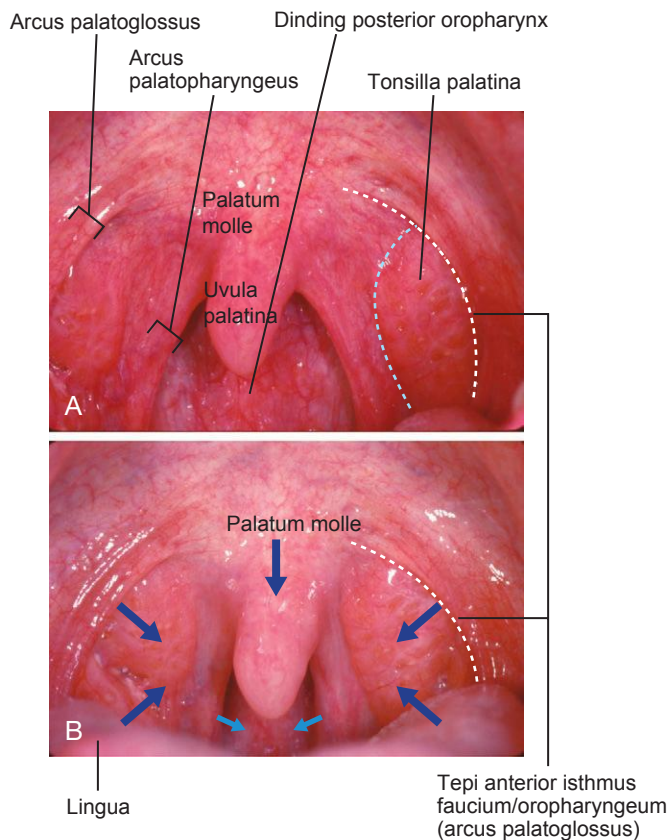 Arcus palatoglossus
Dinding posterior oropharynx
Arcus
palatopharyngeus
Tonsilla palatina
Palatum
molle
Uvula
palatina
A
Palatum molle
B
Lingua
Tepi anterior isthmus
faucium/oropharyngeum
(arcus palatoglossus)